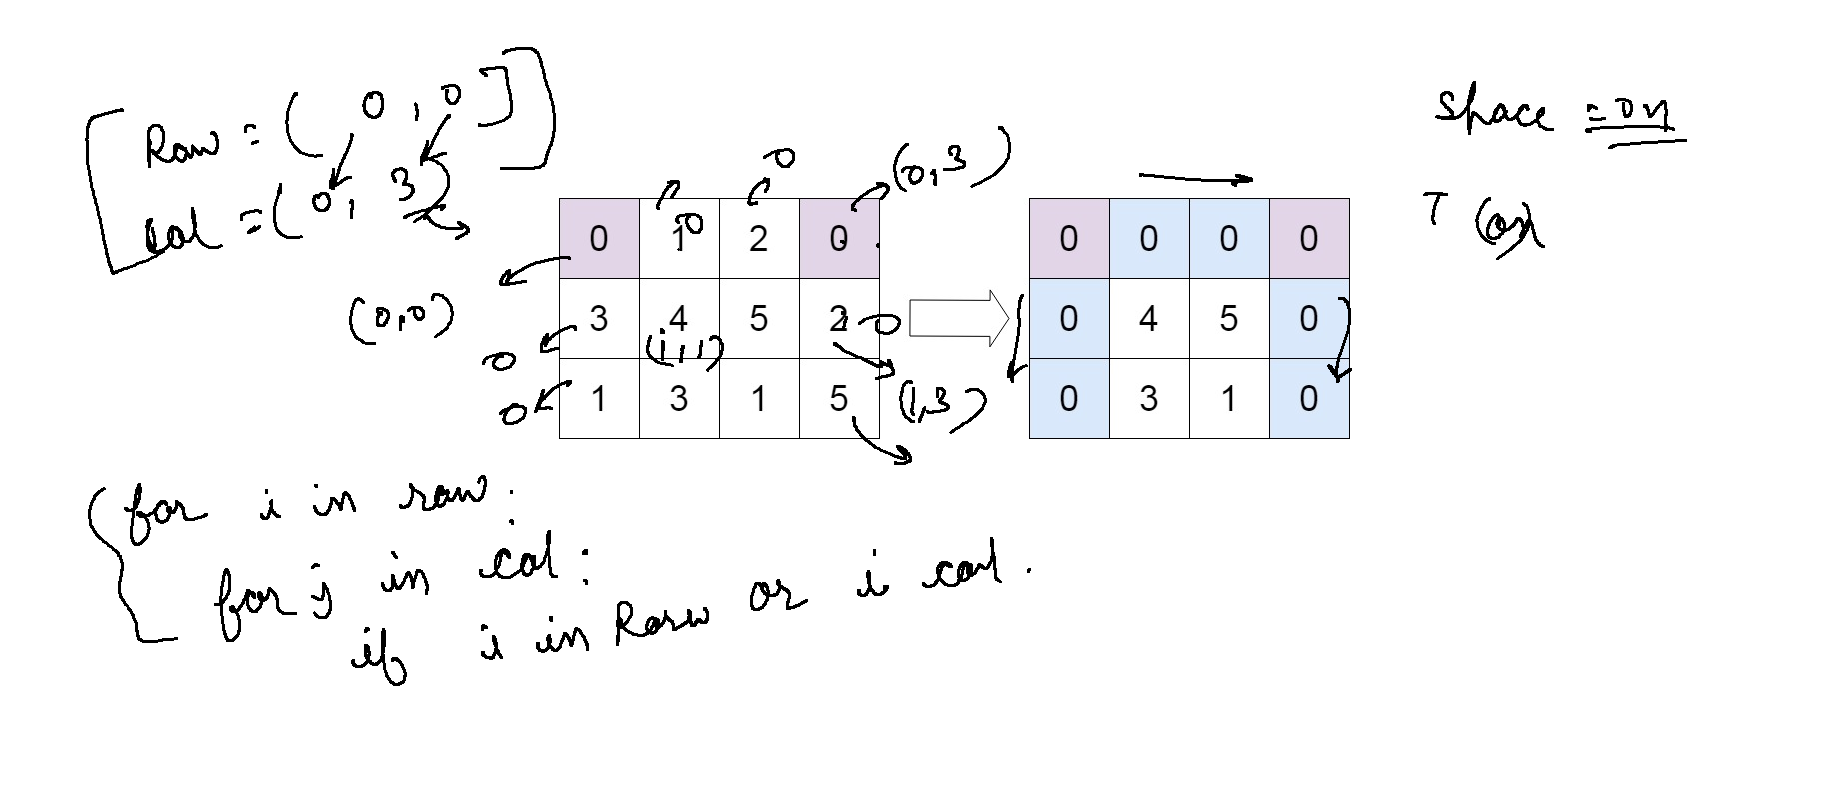 Row = ( 0 , 0 ]
Col = ( 0 , 3 )
Space = on
T (on)
0
(0,3)
0 1 0 2 0
0 0 0 0
(0,0)
3 4 5 2 0
0 4 5 0
0
(i,1)
0
1 3 1 5
(1,3)
0 3 1 0
for i in row:
for j in col:
if i in Row or i col.